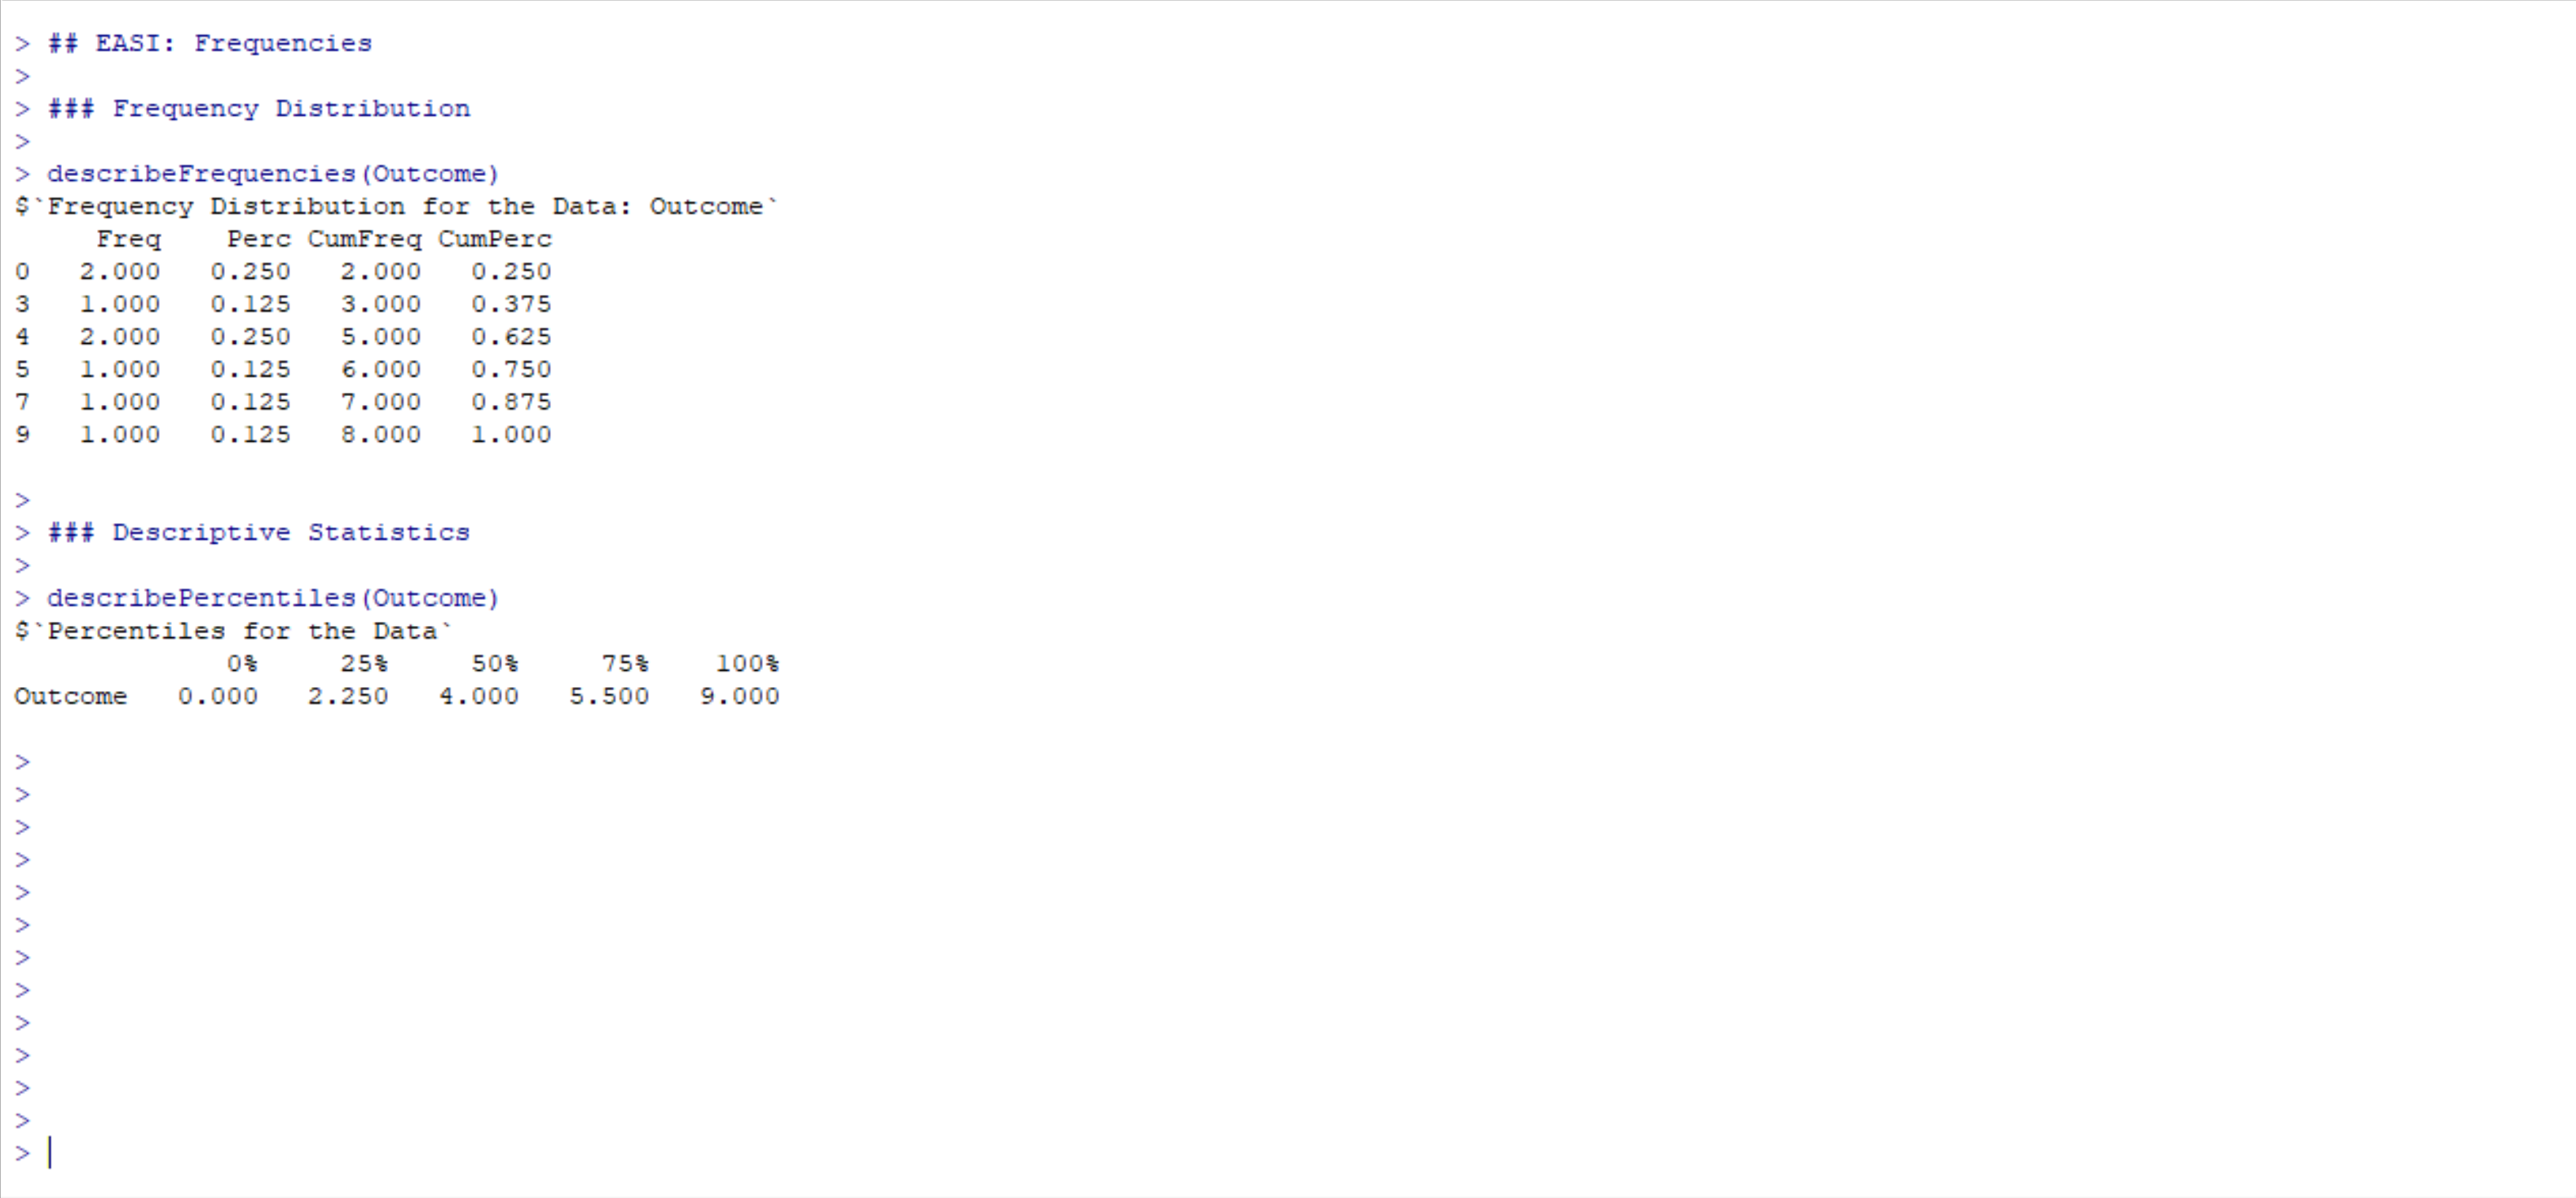 > ## EASI: Frequencies
>
> ### Frequency Distribution
>
> describeFrequencies(Outcome)
$`Frequency Distribution for the Data: Outcome`
     Freq    Perc CumFreq CumPerc
0   2.000   0.250   2.000   0.250
3   1.000   0.125   3.000   0.375
4   2.000   0.250   5.000   0.625
5   1.000   0.125   6.000   0.750
7   1.000   0.125   7.000   0.875
9   1.000   0.125   8.000   1.000
>
> ### Descriptive Statistics
>
> describePercentiles(Outcome)
$`Percentiles for the Data`
             0%     25%     50%     75%    100%
Outcome   0.000   2.250   4.000   5.500   9.000
>
>
>
>
>
>
>
>
>
>
>
>
>